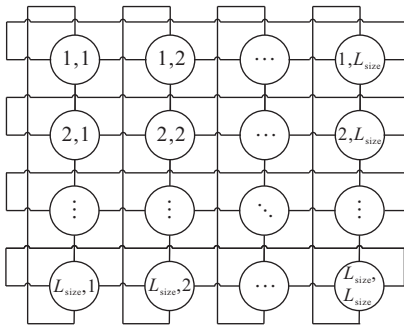 1,1 1,2 ⋯ 1,L_size
2,1 2,2 ⋯ 2,L_size
⋮ ⋮ ⋱ ⋮
L_size,1 L_size,2 ⋯ L_size,
L_size